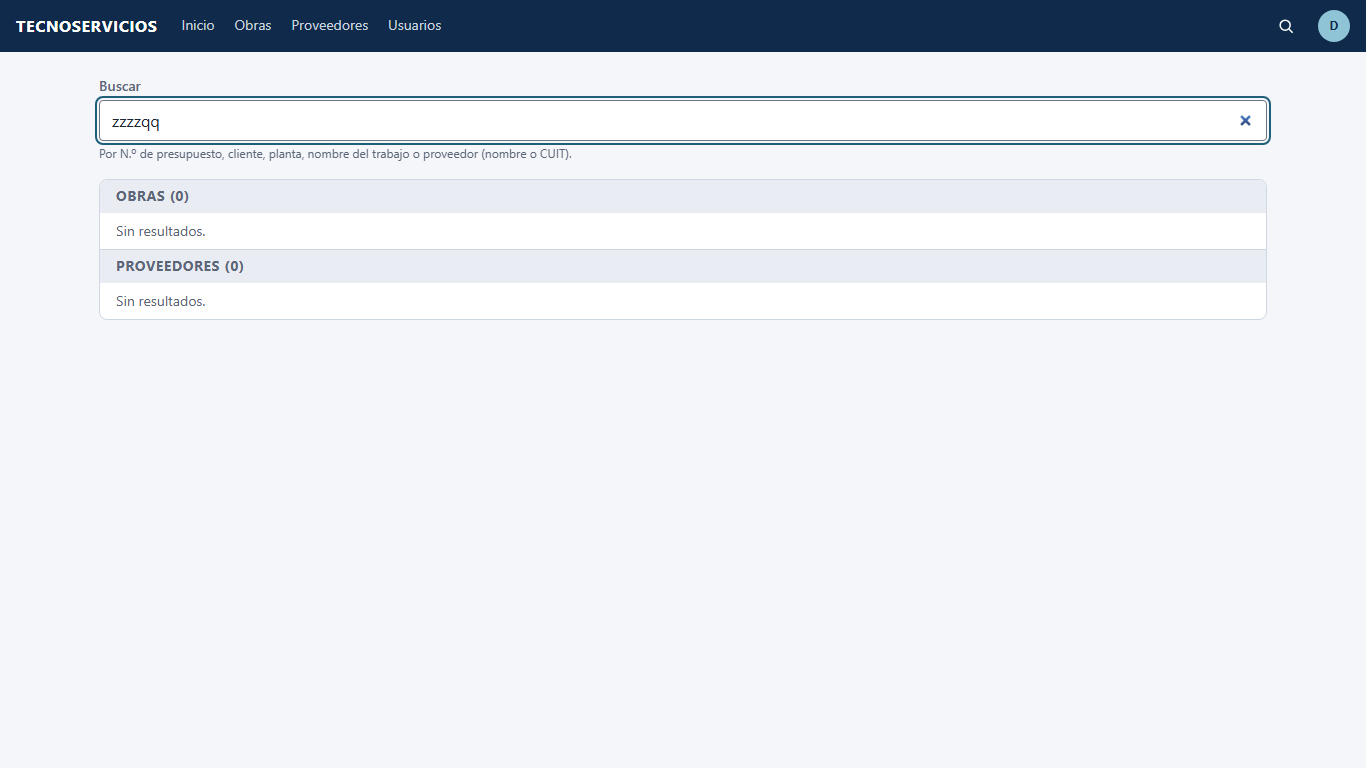 TECNOSERVICIOS Inicio Obras Proveedores Usuarios D
Buscar
zzzzqq
Por N.º de presupuesto, cliente, planta, nombre del trabajo o proveedor (nombre o CUIT).
OBRAS (0)
Sin resultados.
PROVEEDORES (0)
Sin resultados.